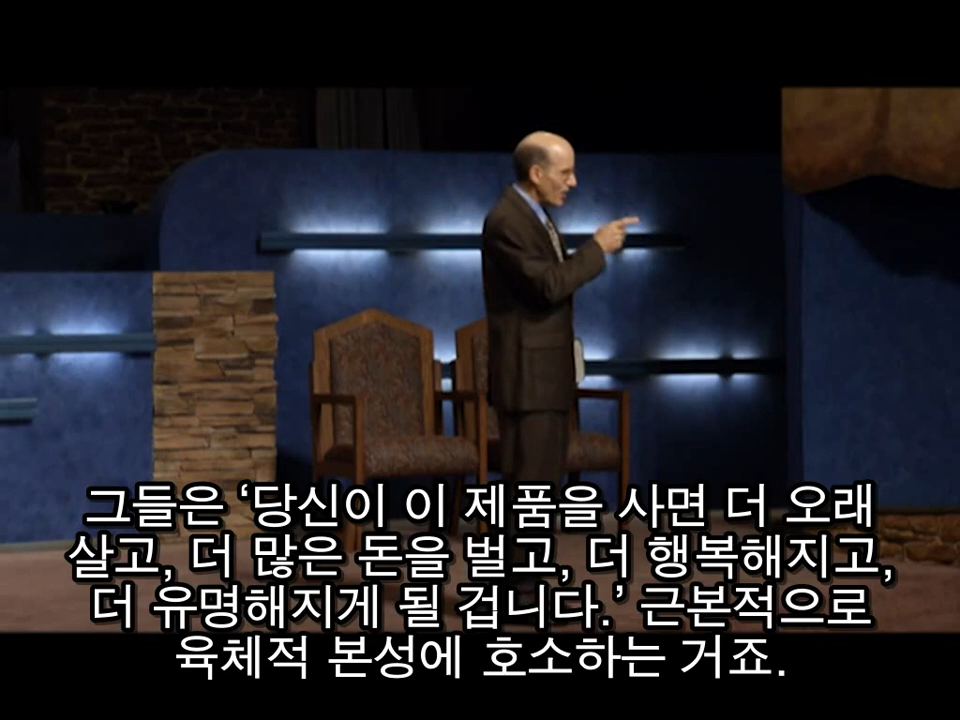 그들은 ‘당신이 이 제품을 사면 더 오래
살고, 더 많은 돈을 벌고, 더 행복해지고,
더 유명해지게 될 겁니다.’ 근본적으로
육체적 본성에 호소하는 거죠.